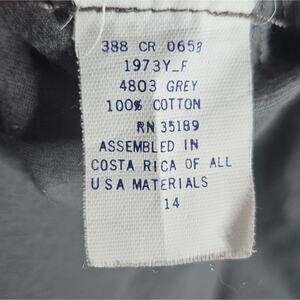 388 CR 0658
1973Y_F
4803 GREY
100% COTTON
RN 35189
ASSEMBLED IN
COSTA RICA OF ALL
USA MATERIALS
14